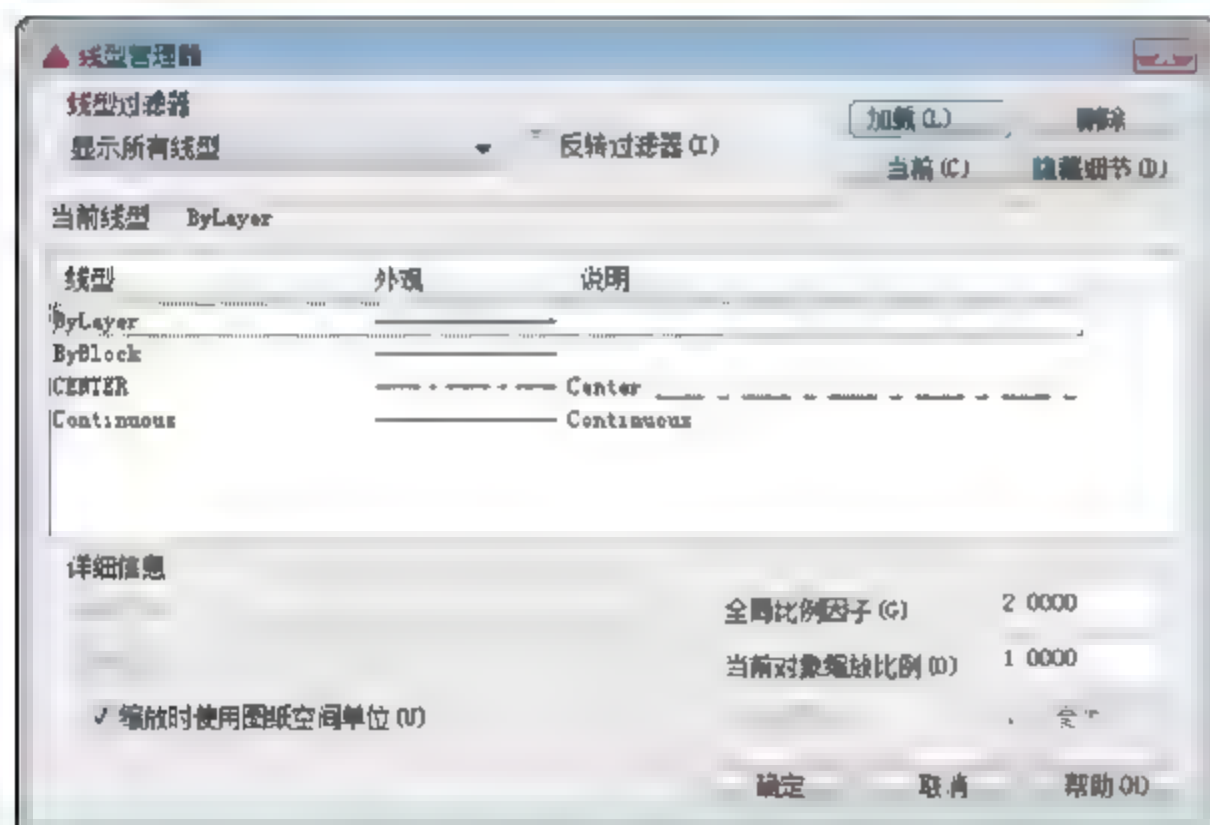 线型管理器
线型过滤器
显示所有线型
反转过滤器(I)
加载(L)
删除
当前(C)
隐藏细节(D)
当前线型 ByLayer
线型 外观 说明
ByLayer
ByBlock
CENTER Center
Continuous Continuous
详细信息
全局比例因子(G) 2 0000
当前对象缩放比例(O) 1 0000
✓ 缩放时使用图纸空间单位(U)
确定 取消 帮助(H)